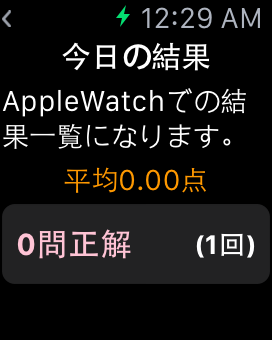 12:29 AM
今日の結果
AppleWatchでの結
果一覧になります。
平均0.00点
0問正解 (1回)